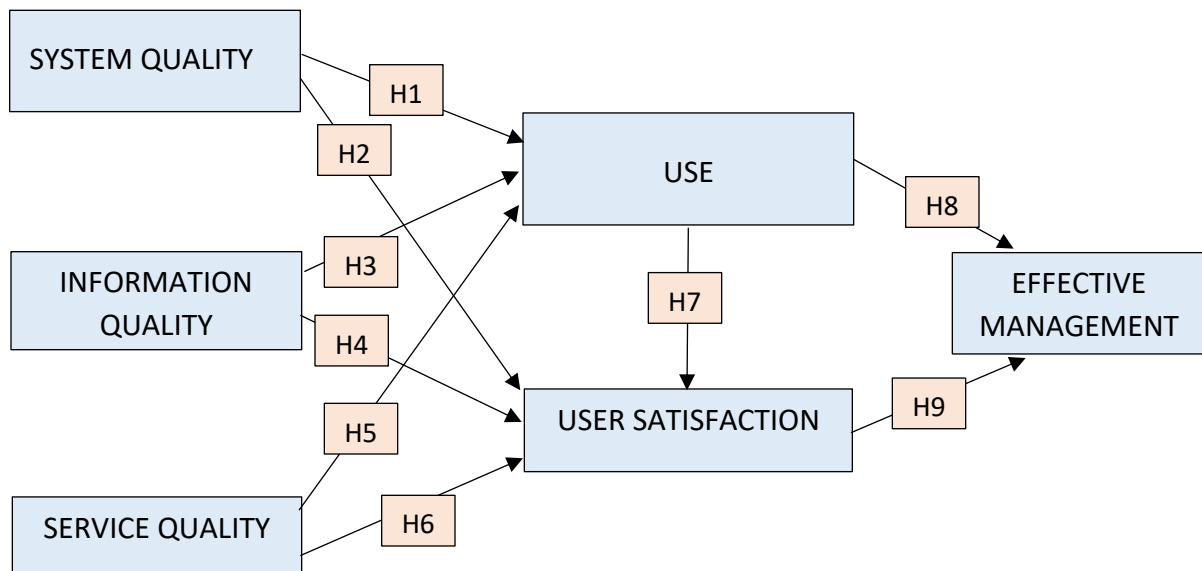 SYSTEM QUALITY
H1
H2
USE
H8
H3
INFORMATION
QUALITY
H7
EFFECTIVE
MANAGEMENT
H4
H9
USER SATISFACTION
H5
SERVICE QUALITY
H6